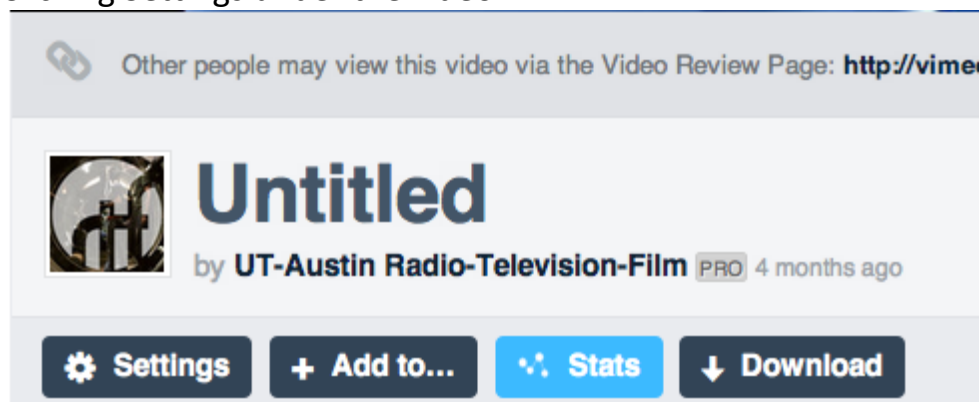 Other people may view this video via the Video Review Page: http://vime
Untitled
by UT-Austin Radio-Television-Film PRO 4 months ago
Settings + Add to... Stats Download